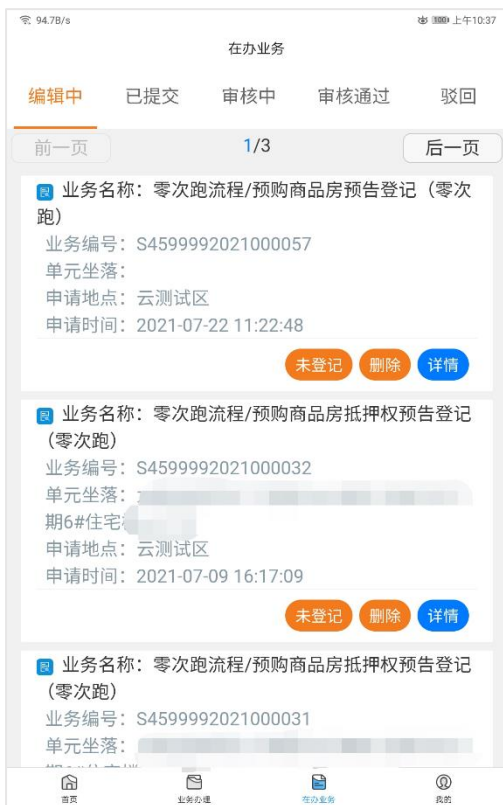 94.7B/s
100 上午10:37
在办业务
编辑中 已提交 审核中 审核通过 驳回
前一页 1/3 后一页
业务名称：零次跑流程/预购商品房预告登记（零次
跑）
业务编号：S4599992021000057
单元坐落：
申请地点：云测试区
申请时间：2021-07-22 11:22:48
未登记 删除 详情
业务名称：零次跑流程/预购商品房抵押权预告登记
（零次跑）
业务编号：S4599992021000032
单元坐落：
期6#住宅
申请地点：云测试区
申请时间：2021-07-09 16:17:09
未登记 删除 详情
业务名称：零次跑流程/预购商品房抵押权预告登记
（零次跑）
业务编号：S4599992021000031
单元坐落：
首页 业务办理 在办业务 我的